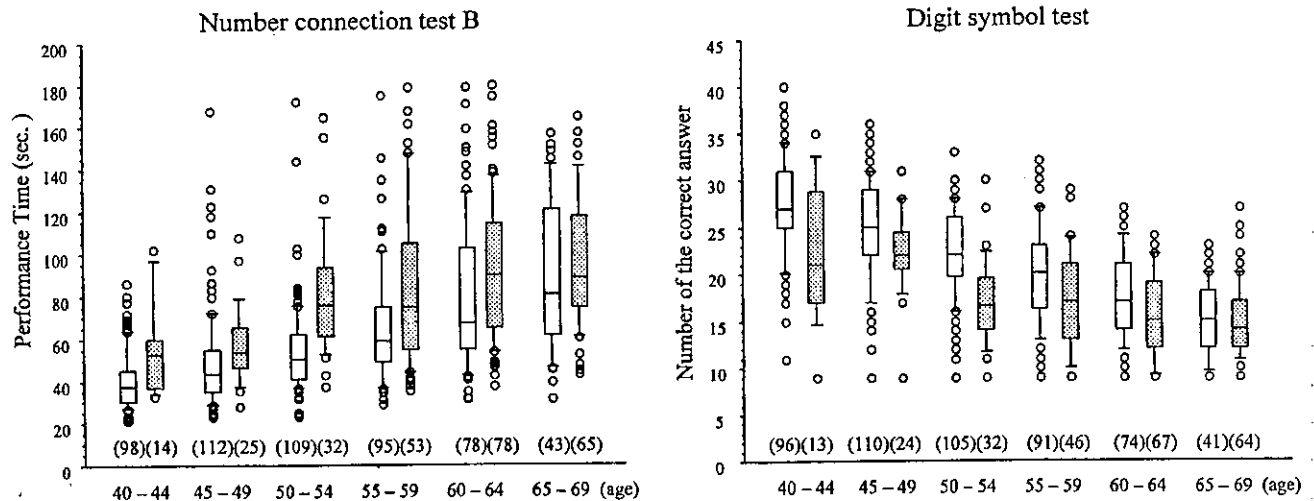 Number connection test B
Performance Time (sec.)
200
180
160
140
120
100
80
60
40
20
0
(98)(14) (112)(25) (109)(32) (95)(53) (78)(78) (43)(65)
40 – 44 45 – 49 50 – 54 55 – 59 60 – 64 65 – 69 (age)
Digit symbol test
Number of the correct answer
45
40
35
30
25
20
15
10
5
0
(96)(13) (110)(24) (105)(32) (91)(46) (74)(67) (41)(64)
40 – 44 45 – 49 50 – 54 55 – 59 60 – 64 65 – 69 (age)